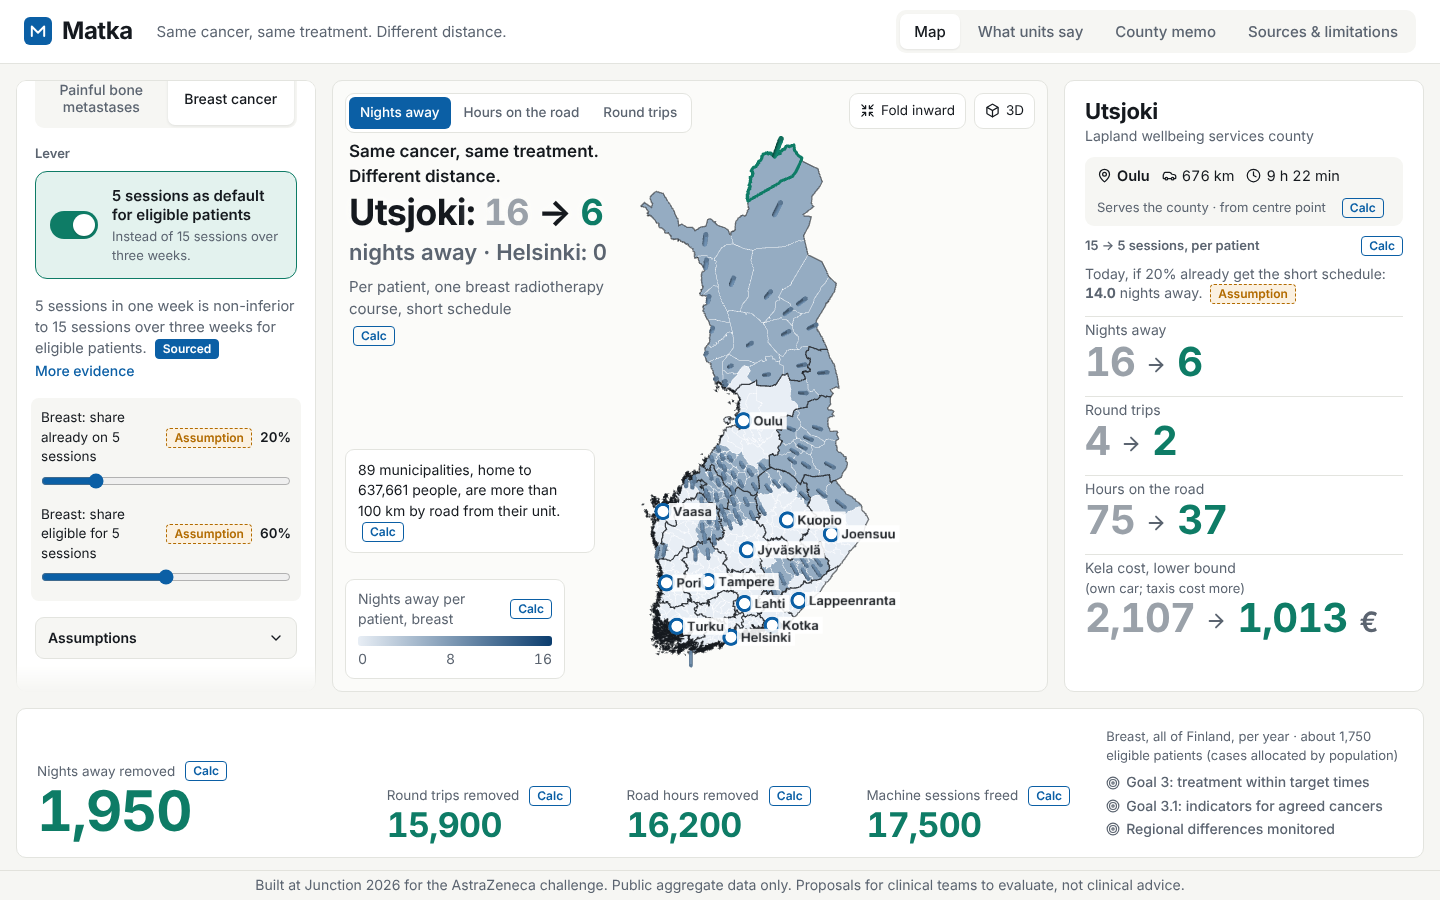 Matka
Same cancer, same treatment. Different distance.
Map
What units say
County memo
Sources & limitations
Painful bone
metastases
Breast cancer
Lever
5 sessions as default
for eligible patients
Instead of 15 sessions over
three weeks.
5 sessions in one week is non-inferior
to 15 sessions over three weeks for
eligible patients. Sourced
More evidence
Breast: share
already on 5
sessions
Assumption 20%
Breast: share
eligible for 5
sessions
Assumption 60%
Assumptions
Nights away
Hours on the road
Round trips
Fold inward
3D
Same cancer, same treatment.
Different distance.
Utsjoki: 16 → 6
nights away · Helsinki: 0
Per patient, one breast radiotherapy
course, short schedule
Calc
89 municipalities, home to
637,661 people, are more than
100 km by road from their unit.
Calc
Nights away per
patient, breast
Calc
0 8 16
Oulu
Vaasa
Kuopio
Joensuu
Jyväskylä
Pori
Tampere
Lahti
Lappeenranta
Turku
Kotka
Helsinki
Utsjoki
Lapland wellbeing services county
Oulu 676 km 9 h 22 min
Serves the county · from centre point Calc
15 → 5 sessions, per patient Calc
Today, if 20% already get the short schedule:
14.0 nights away. Assumption
Nights away
16 → 6
Round trips
4 → 2
Hours on the road
75 → 37
Kela cost, lower bound
(own car; taxis cost more)
2,107 → 1,013 €
Nights away removed Calc
1,950
Round trips removed Calc
15,900
Road hours removed Calc
16,200
Machine sessions freed Calc
17,500
Breast, all of Finland, per year · about 1,750
eligible patients (cases allocated by population)
Goal 3: treatment within target times
Goal 3.1: indicators for agreed cancers
Regional differences monitored
Built at Junction 2026 for the AstraZeneca challenge. Public aggregate data only. Proposals for clinical teams to evaluate, not clinical advice.